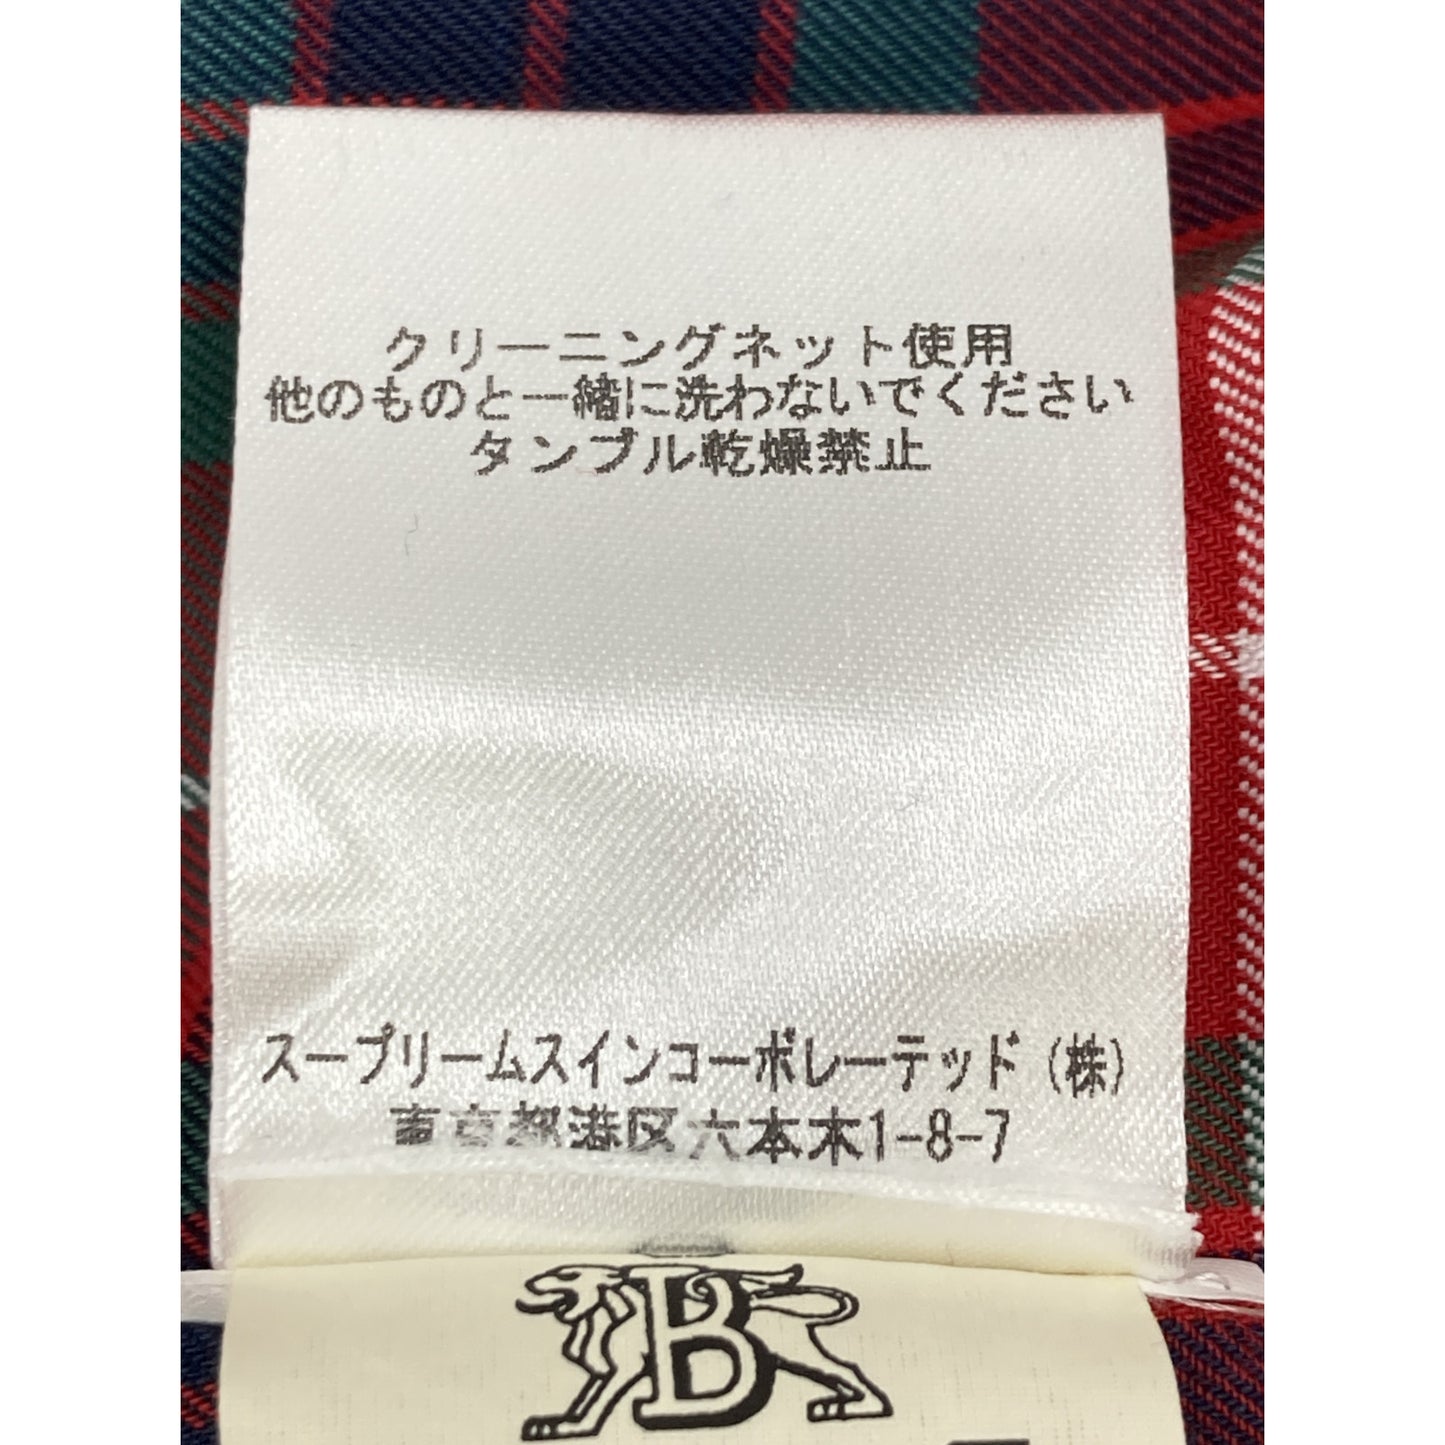 クリーニングネット使用
他のものと一緒に洗わないでください
タンブル乾燥禁止
スープリームスインコーポレーテッド(株)
東京都港区六本木1-8-7
B